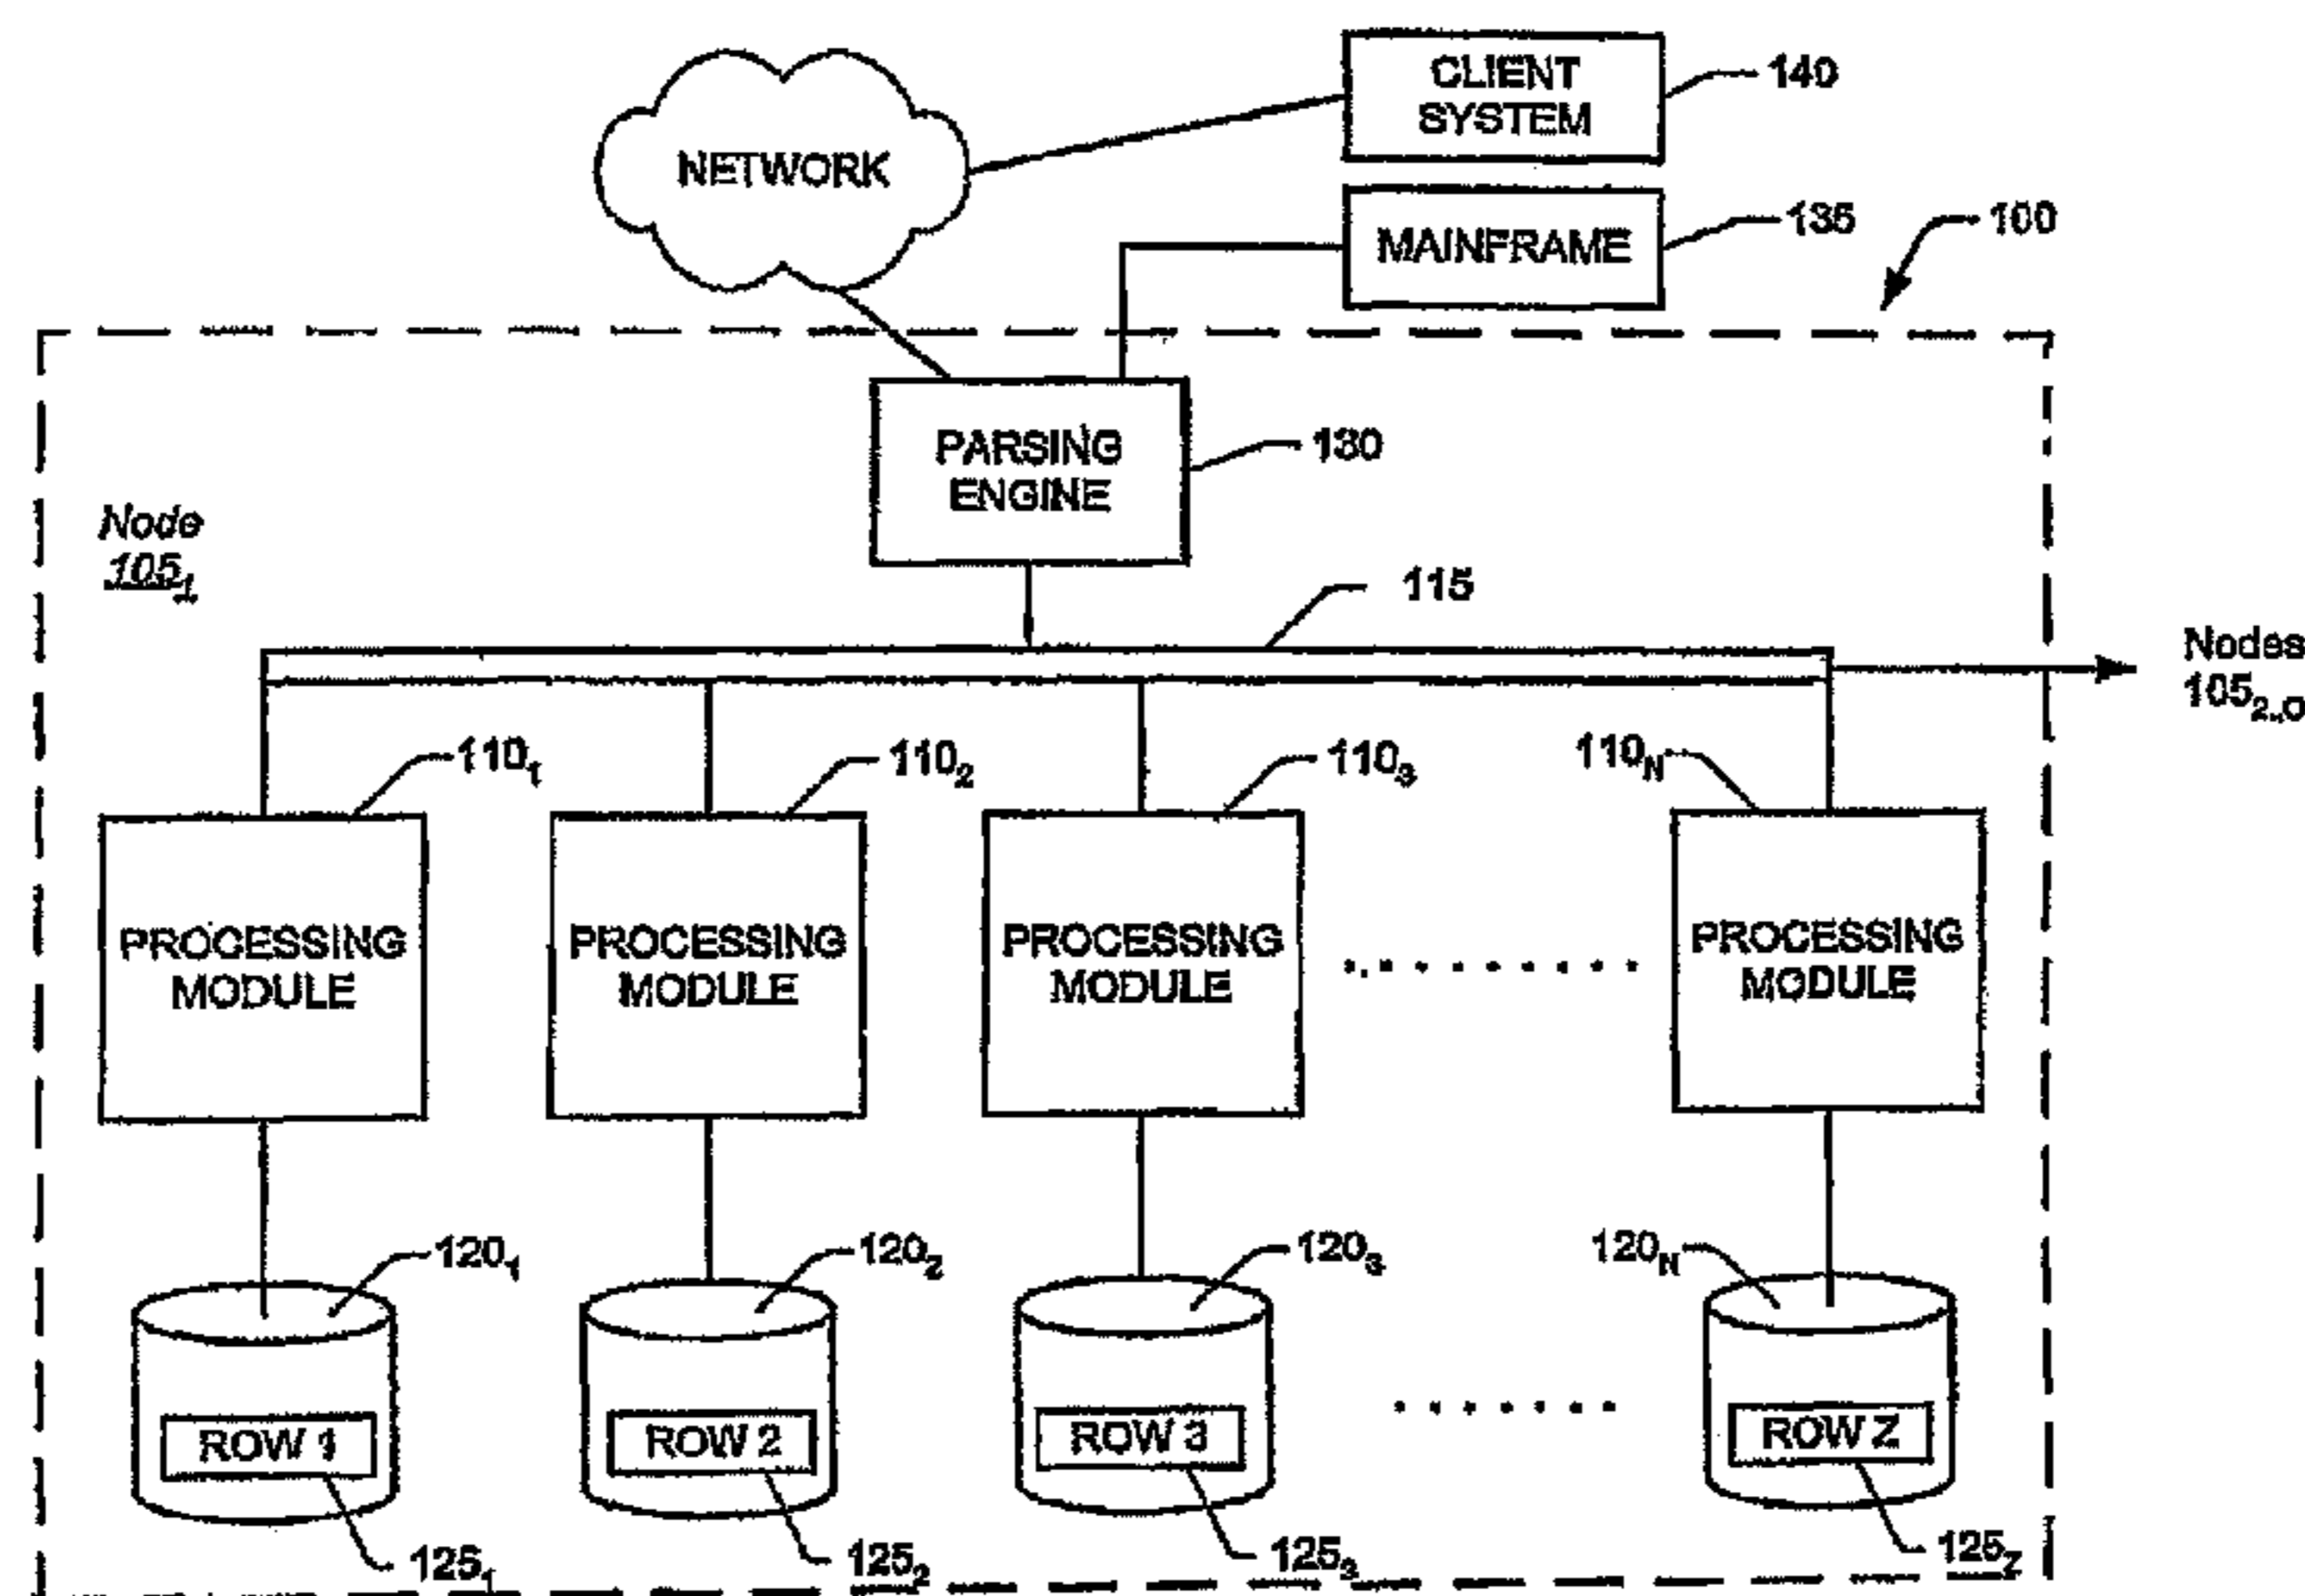 CLIENT
SYSTEM
140
NETWORK
MAINFRAME
135
100
PARSING
ENGINE
130
Node
105₁
115
Nodes
105₂..O
110₁
110₂
110₃
110N
PROCESSING
MODULE
PROCESSING
MODULE
PROCESSING
MODULE
PROCESSING
MODULE
120₁
120₂
120₃
120N
ROW 1
ROW 2
ROW 3
ROW Z
125₁
125₂
125₃
125Z